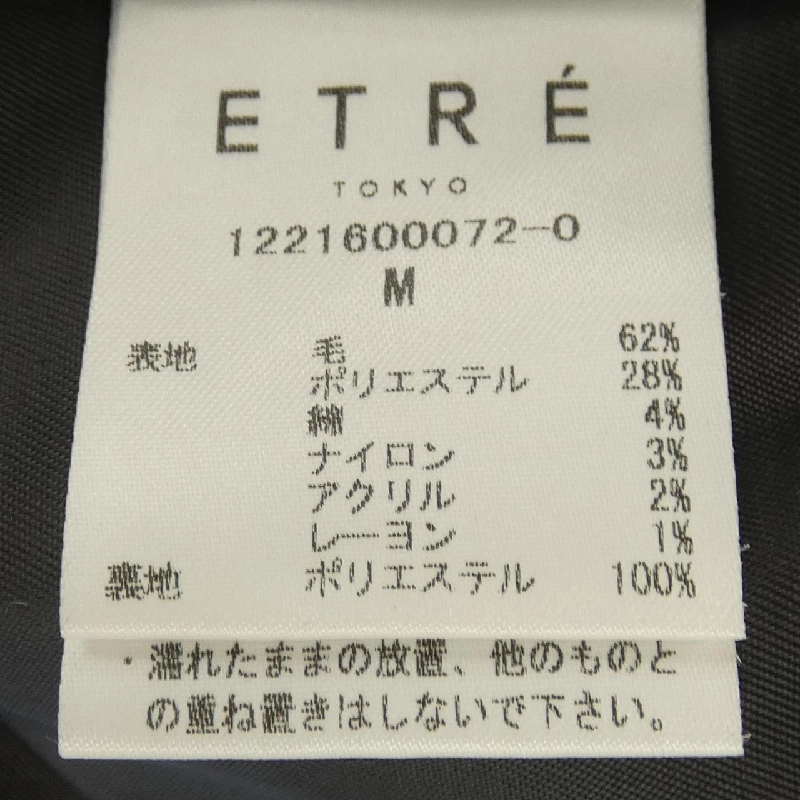 ETRÉ
TOKYO
1221600072-0
M
表地 毛 62%
ポリエステル 28%
綿 4%
ナイロン 3%
アクリル 2%
レーヨン 1%
裏地 ポリエステル 100%
・濡れたままの放置、他のものと
の重ね置きはしないで下さい。